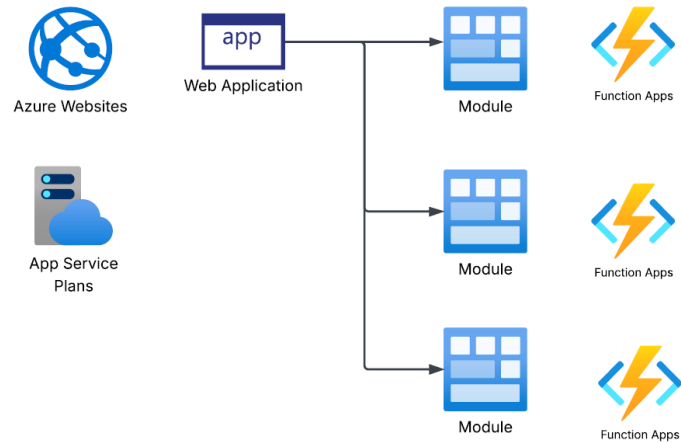 app
Azure Websites
Web Application
Module
Function Apps
App Service
Plans
Module
Function Apps
Module
Function Apps